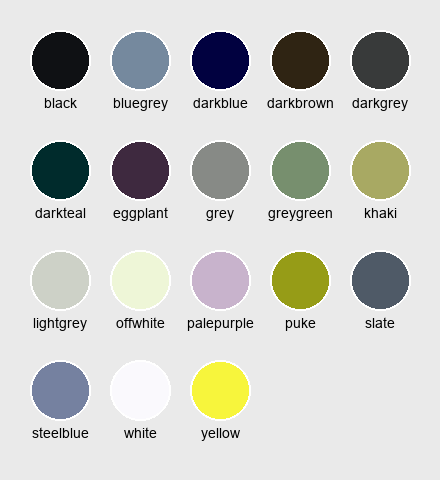 black bluegrey darkblue darkbrown darkgrey
darkteal eggplant grey greygreen khaki
lightgrey offwhite palepurple puke slate
steelblue white yellow